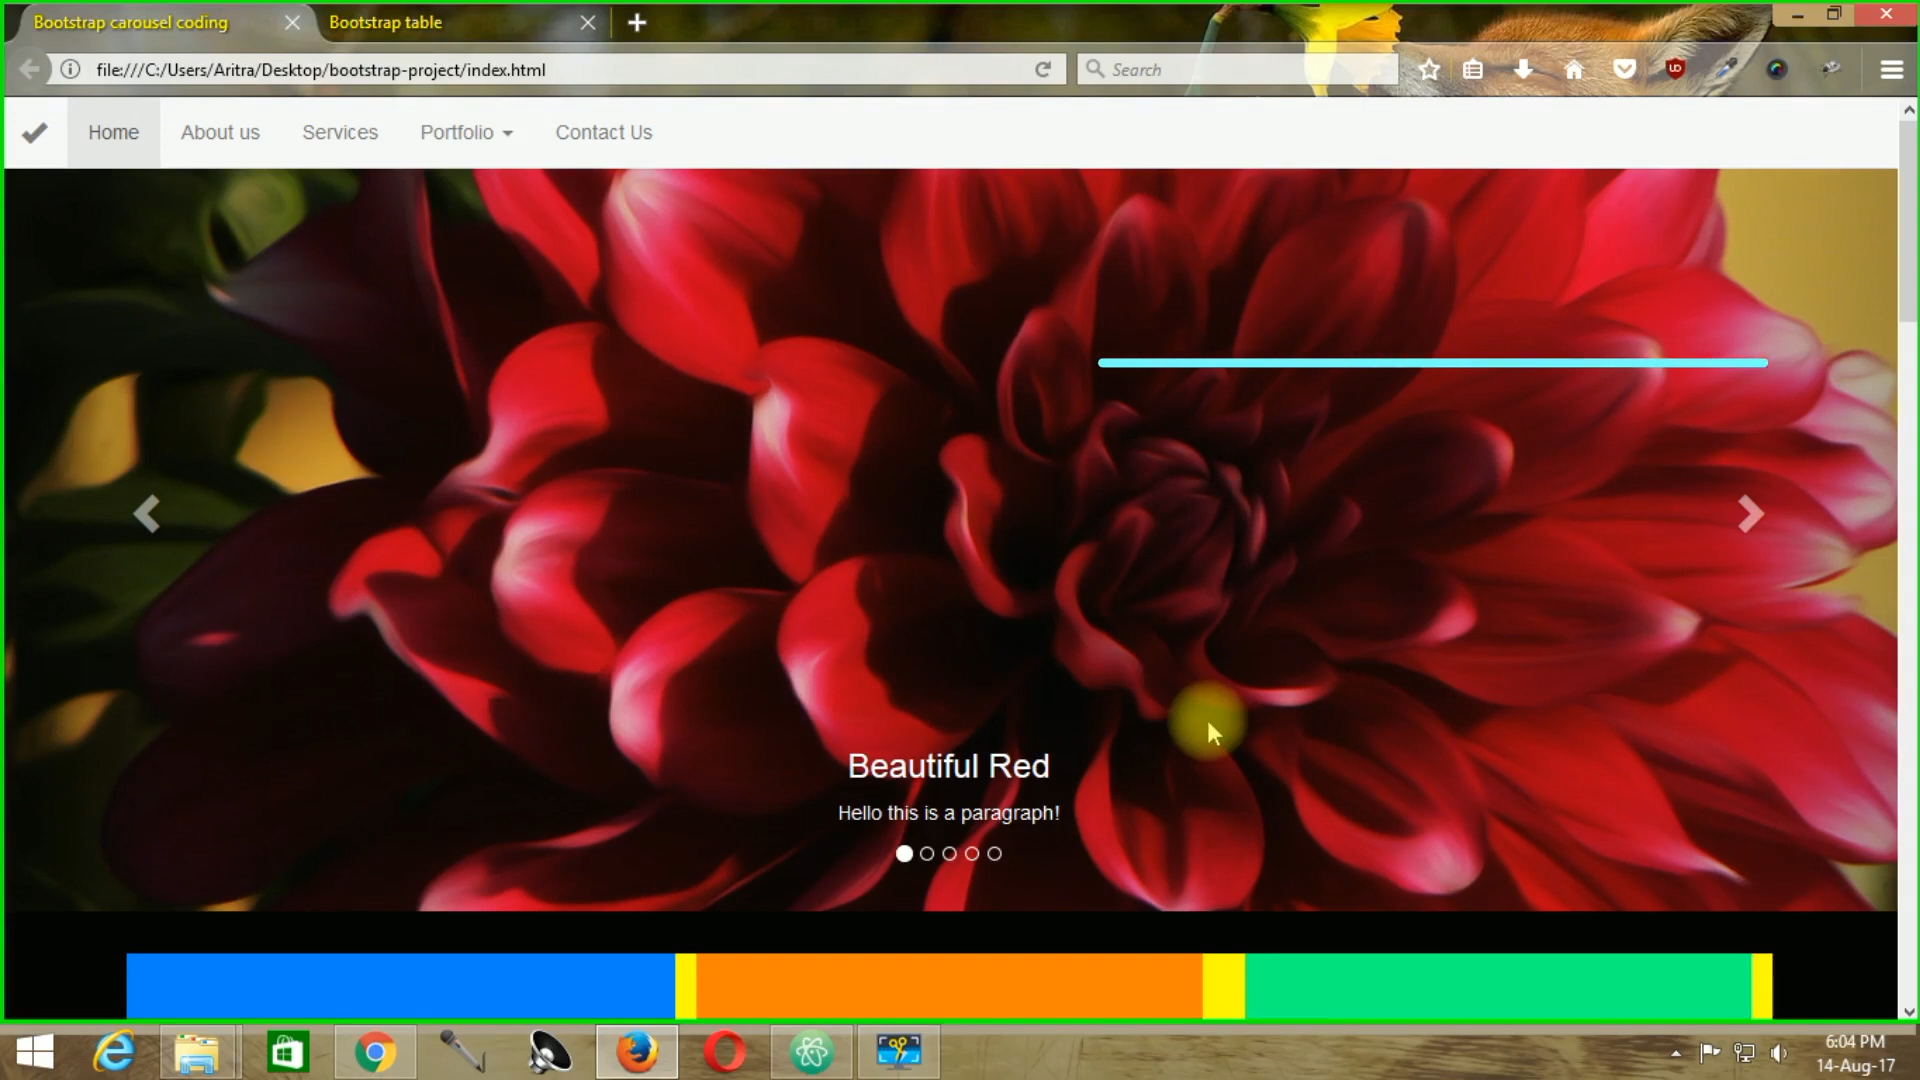 Bootstrap carousel coding
Bootstrap table
file:///C:/Users/Aritra/Desktop/bootstrap-project/index.html
Search
Home
About us
Services
Portfolio
Contact Us
Beautiful Red
Hello this is a paragraph!
6:04 PM
14-Aug-17